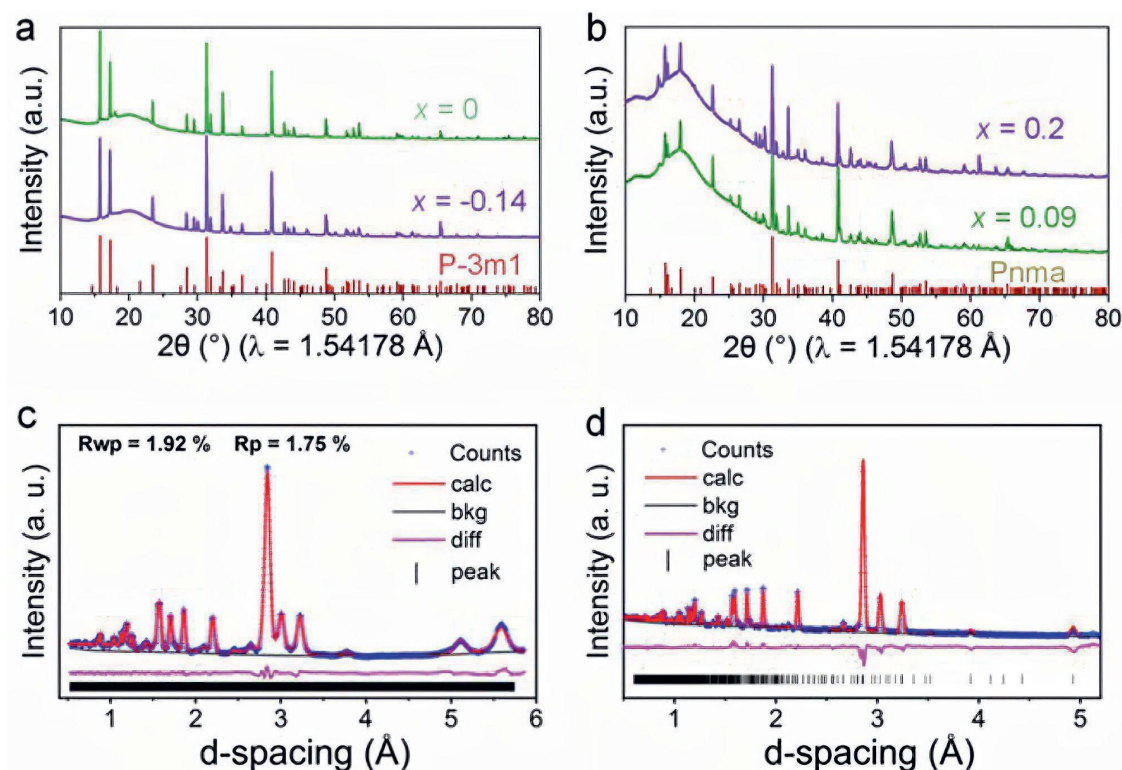 a
Intensity (a.u.)
x = 0
x = -0.14
P-3m1
10 20 30 40 50 60 70 80
2θ (°) (λ = 1.54178 Å)
b
Intensity (a.u.)
x = 0.2
x = 0.09
Pnma
10 20 30 40 50 60 70 80
2θ (°) (λ = 1.54178 Å)
c
Rwp = 1.92 % Rp = 1.75 %
Intensity (a. u.)
Counts
calc
bkg
diff
peak
1 2 3 4 5 6
d-spacing (Å)
d
Intensity (a. u.)
Counts
calc
bkg
diff
peak
1 2 3 4 5
d-spacing (Å)